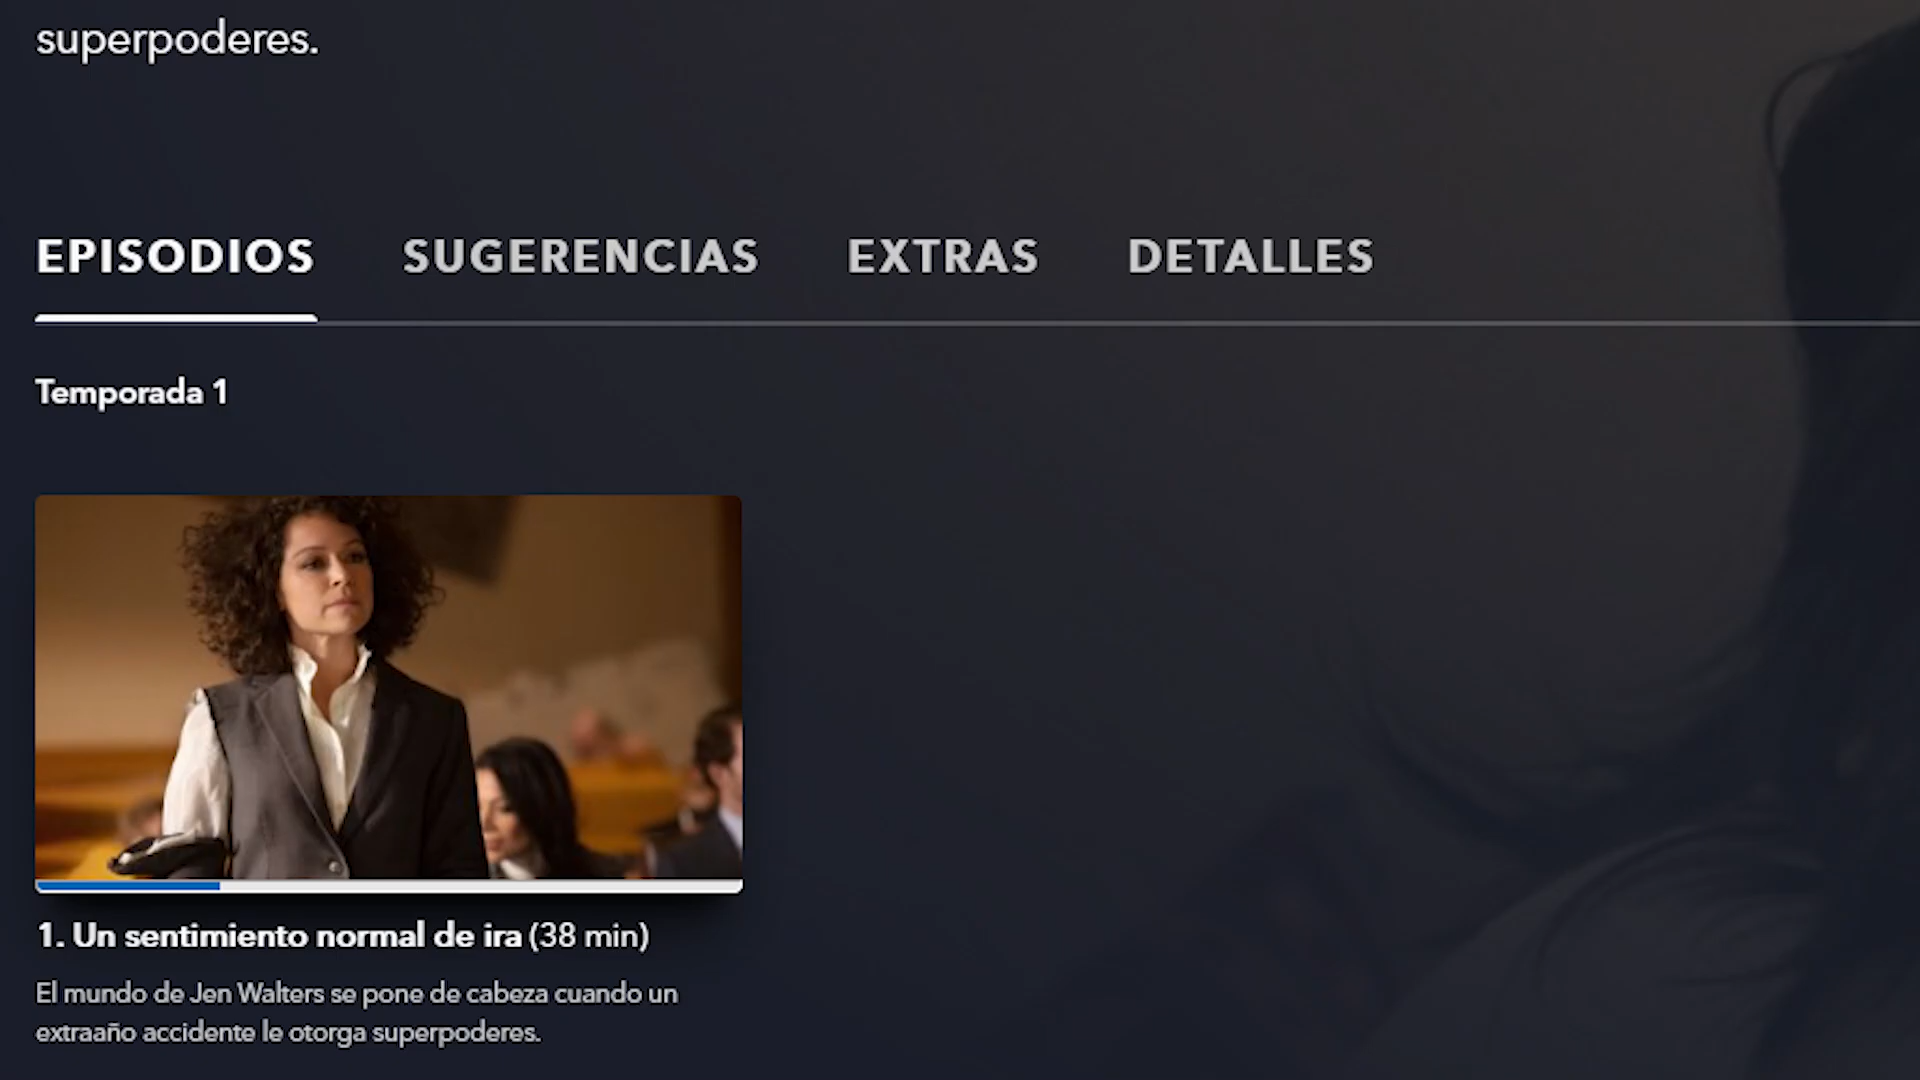 superpoderes.
EPISODIOS SUGERENCIAS EXTRAS DETALLES
Temporada 1
1. Un sentimiento normal de ira (38 min)
El mundo de Jen Walters se pone de cabeza cuando un
extraaño accidente le otorga superpoderes.